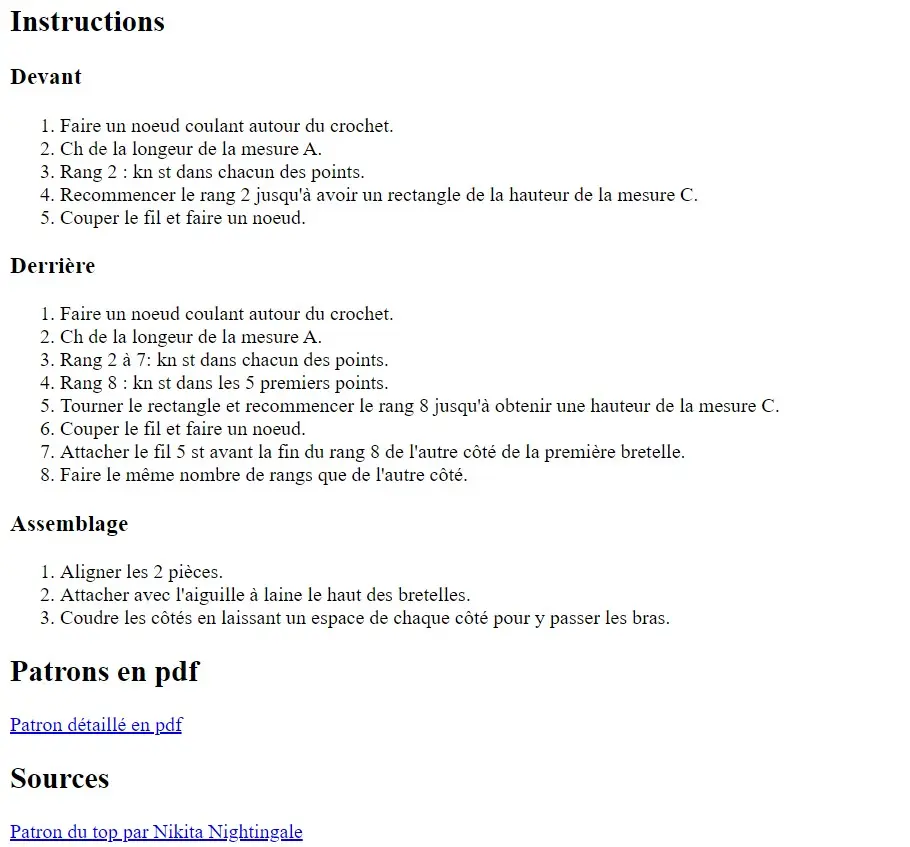 Instructions
Devant
1. Faire un noeud coulant autour du crochet.
2. Ch de la longeur de la mesure A.
3. Rang 2 : kn st dans chacun des points.
4. Recommencer le rang 2 jusqu'à avoir un rectangle de la hauteur de la mesure C.
5. Couper le fil et faire un noeud.
Derrière
1. Faire un noeud coulant autour du crochet.
2. Ch de la longeur de la mesure A.
3. Rang 2 à 7: kn st dans chacun des points.
4. Rang 8 : kn st dans les 5 premiers points.
5. Tourner le rectangle et recommencer le rang 8 jusqu'à obtenir une hauteur de la mesure C.
6. Couper le fil et faire un noeud.
7. Attacher le fil 5 st avant la fin du rang 8 de l'autre côté de la première bretelle.
8. Faire le même nombre de rangs que de l'autre côté.
Assemblage
1. Aligner les 2 pièces.
2. Attacher avec l'aiguille à laine le haut des bretelles.
3. Coudre les côtés en laissant un espace de chaque côté pour y passer les bras.
Patrons en pdf
Patron détaillé en pdf
Sources
Patron du top par Nikita Nightingale